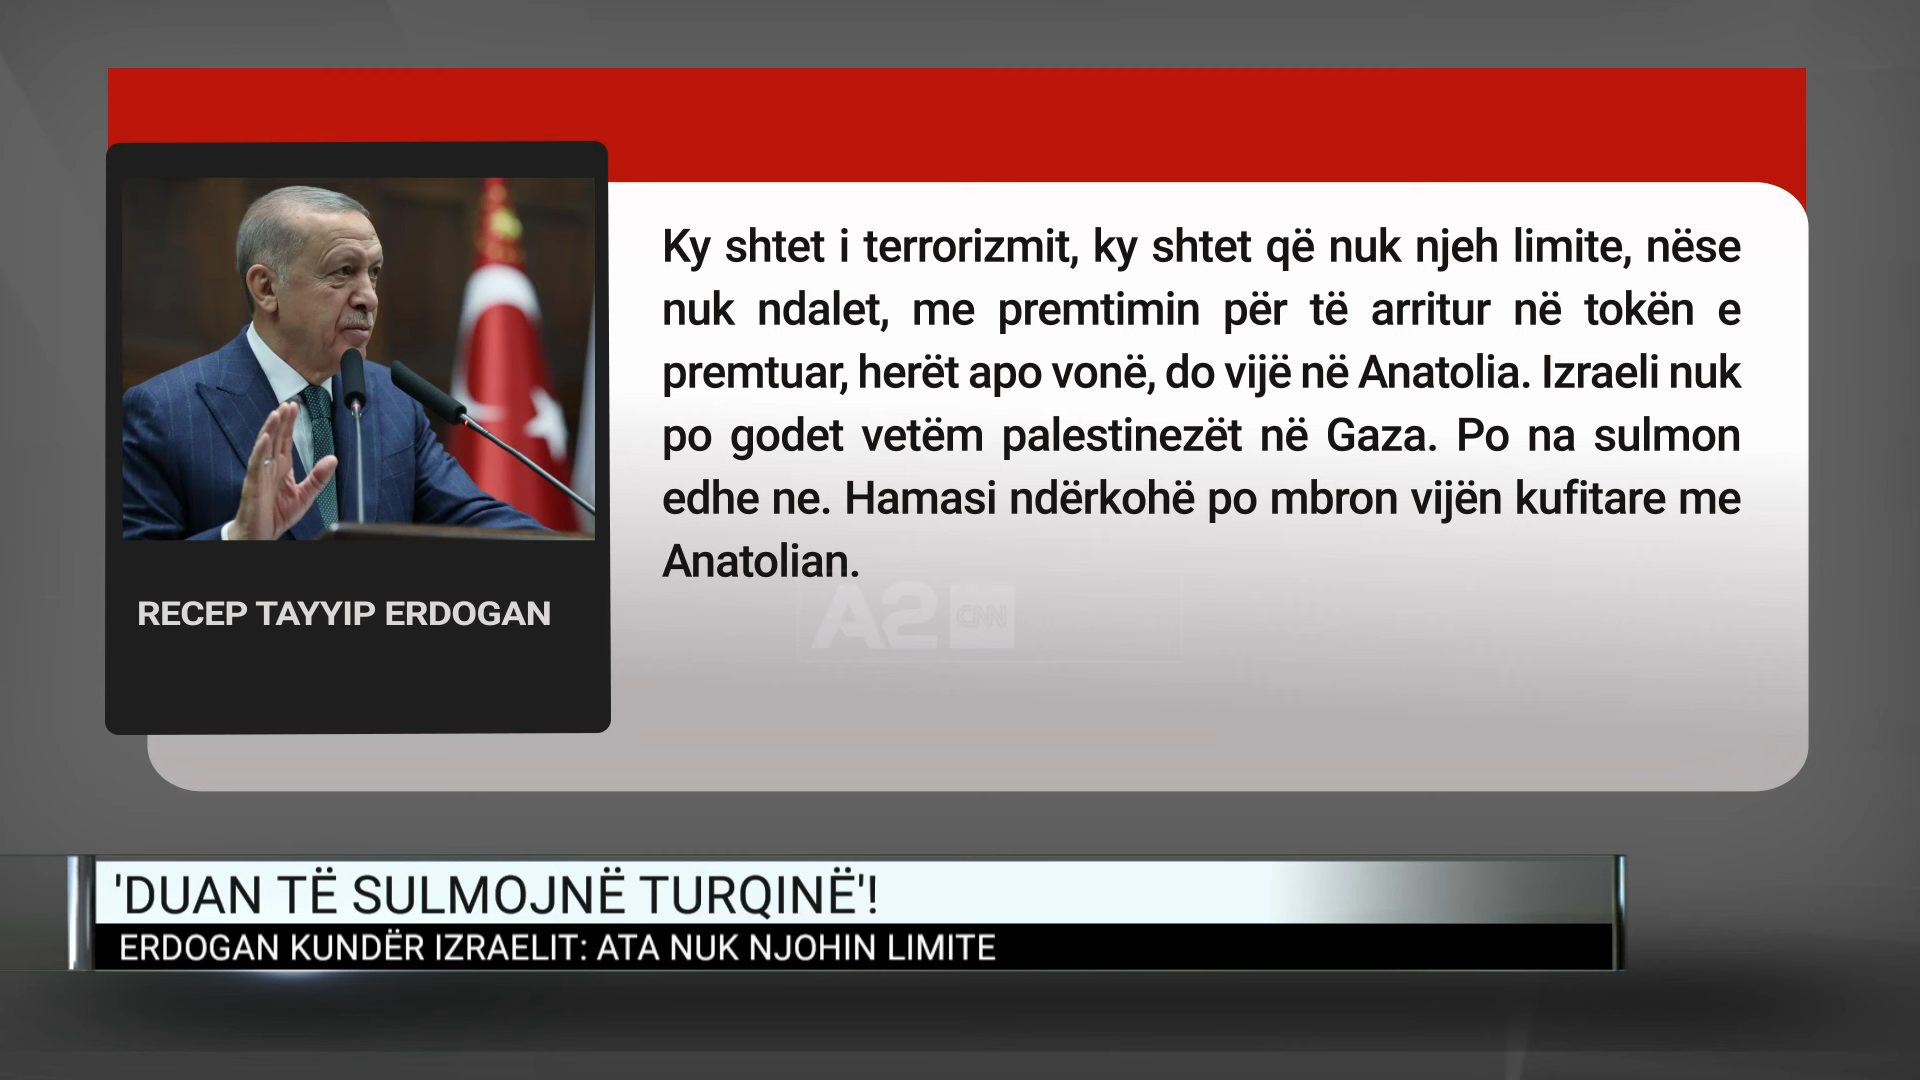 Ky shtet i terrorizmit, ky shtet që nuk njeh limite, nëse
nuk ndalet, me premtimin për të arritur në tokën e
premtuar, herët apo vonë, do vijë në Anatolia. Izraeli nuk
po godet vetëm palestinezët në Gaza. Po na sulmon
edhe ne. Hamasi ndërkohë po mbron vijën kufitare me
Anatolian.
RECEP TAYYIP ERDOGAN
A2 CNN
'DUAN TË SULMOJNË TURQINË'!
ERDOGAN KUNDËR IZRAELIT: ATA NUK NJOHIN LIMITE